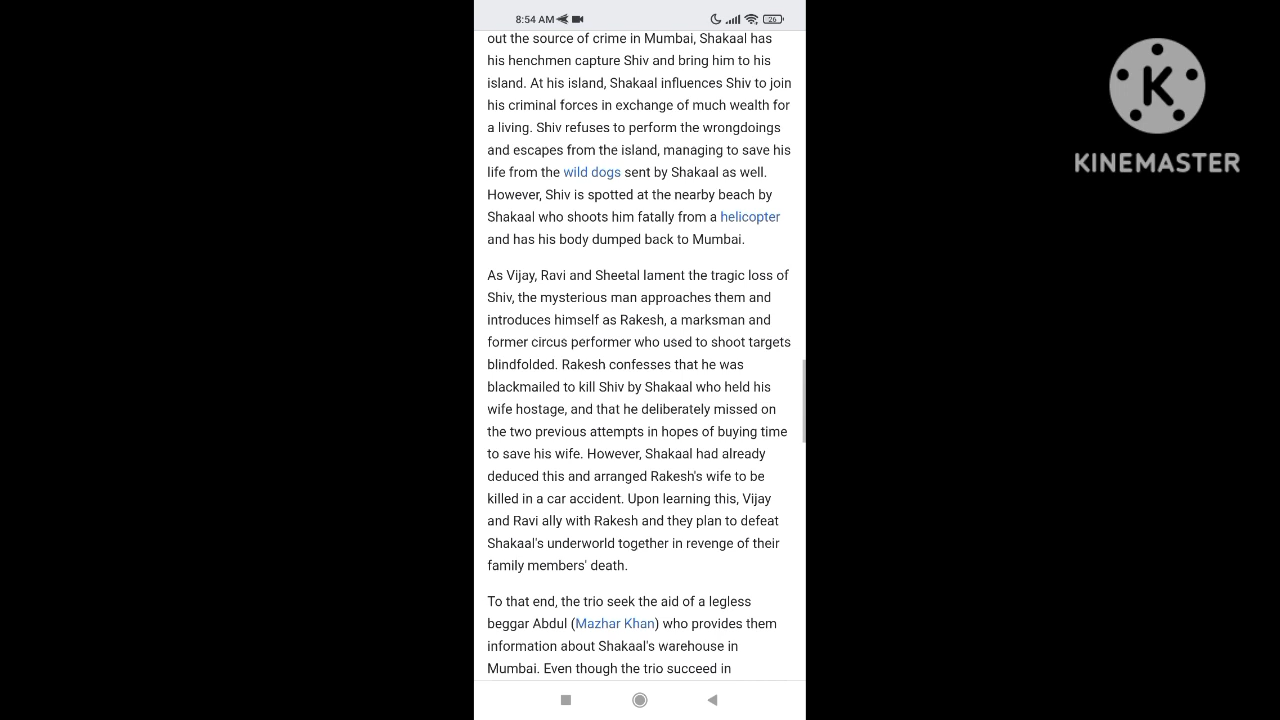 8:54 AM
26
out the source of crime in Mumbai, Shakaal has
his henchmen capture Shiv and bring him to his
island. At his island, Shakaal influences Shiv to join
his criminal forces in exchange of much wealth for
a living. Shiv refuses to perform the wrongdoings
and escapes from the island, managing to save his
life from the wild dogs sent by Shakaal as well.
However, Shiv is spotted at the nearby beach by
Shakaal who shoots him fatally from a helicopter
and has his body dumped back to Mumbai.
As Vijay, Ravi and Sheetal lament the tragic loss of
Shiv, the mysterious man approaches them and
introduces himself as Rakesh, a marksman and
former circus performer who used to shoot targets
blindfolded. Rakesh confesses that he was
blackmailed to kill Shiv by Shakaal who held his
wife hostage, and that he deliberately missed on
the two previous attempts in hopes of buying time
to save his wife. However, Shakaal had already
deduced this and arranged Rakesh's wife to be
killed in a car accident. Upon learning this, Vijay
and Ravi ally with Rakesh and they plan to defeat
Shakaal's underworld together in revenge of their
family members' death.
To that end, the trio seek the aid of a legless
beggar Abdul (Mazhar Khan) who provides them
information about Shakaal's warehouse in
Mumbai. Even though the trio succeed in
K
KINEMASTER